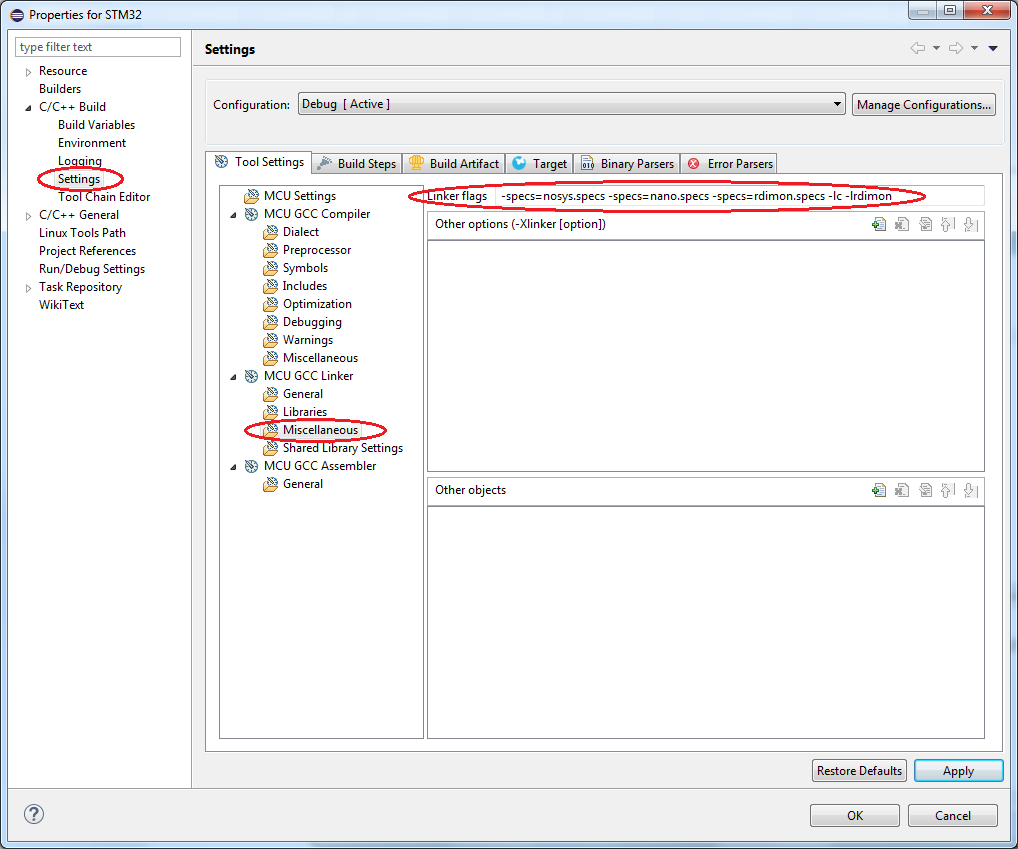 Properties for STM32
type filter text
Resource
Builders
C/C++ Build
Build Variables
Environment
Logging
Settings
Tool Chain Editor
C/C++ General
Linux Tools Path
Project References
Run/Debug Settings
Task Repository
WikiText
Settings
Configuration:
Debug [ Active ]
Manage Configurations...
Tool Settings
Build Steps
Build Artifact
Target
Binary Parsers
Error Parsers
MCU Settings
MCU GCC Compiler
Dialect
Preprocessor
Symbols
Includes
Optimization
Debugging
Warnings
Miscellaneous
MCU GCC Linker
General
Libraries
Miscellaneous
Shared Library Settings
MCU GCC Assembler
General
Linker flags
-specs=nosys.specs -specs=nano.specs -specs=rdimon.specs -lc -lrdimon
Other options (-Xlinker [option])
Other objects
Restore Defaults
Apply
?
OK
Cancel